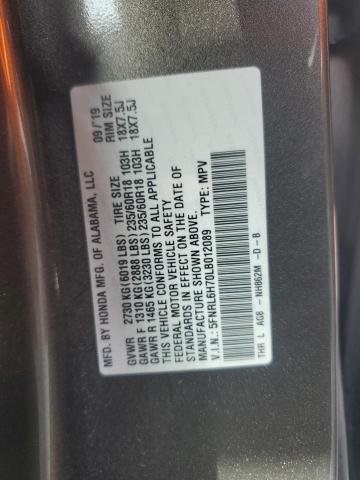 MFD. BY HONDA MFG. OF ALABAMA, LLC 09/'19
GVWR 2730 KG(6019 LBS) TIRE SIZE RIM SIZE
GAWR F 1310 KG(2888 LBS) 235/60R18 103H 18X7.5J
GAWR R 1465 KG(3230 LBS) 235/60R18 103H 18X7.5J
THIS VEHICLE CONFORMS TO ALL APPLICABLE
FEDERAL MOTOR VEHICLE SAFETY
STANDARDS IN EFFECT ON THE DATE OF
MANUFACTURE SHOWN ABOVE.
V.I.N.: 5FNRL6H70LB012089 TYPE: MPV
THR L AG8 - NH862M -D-B